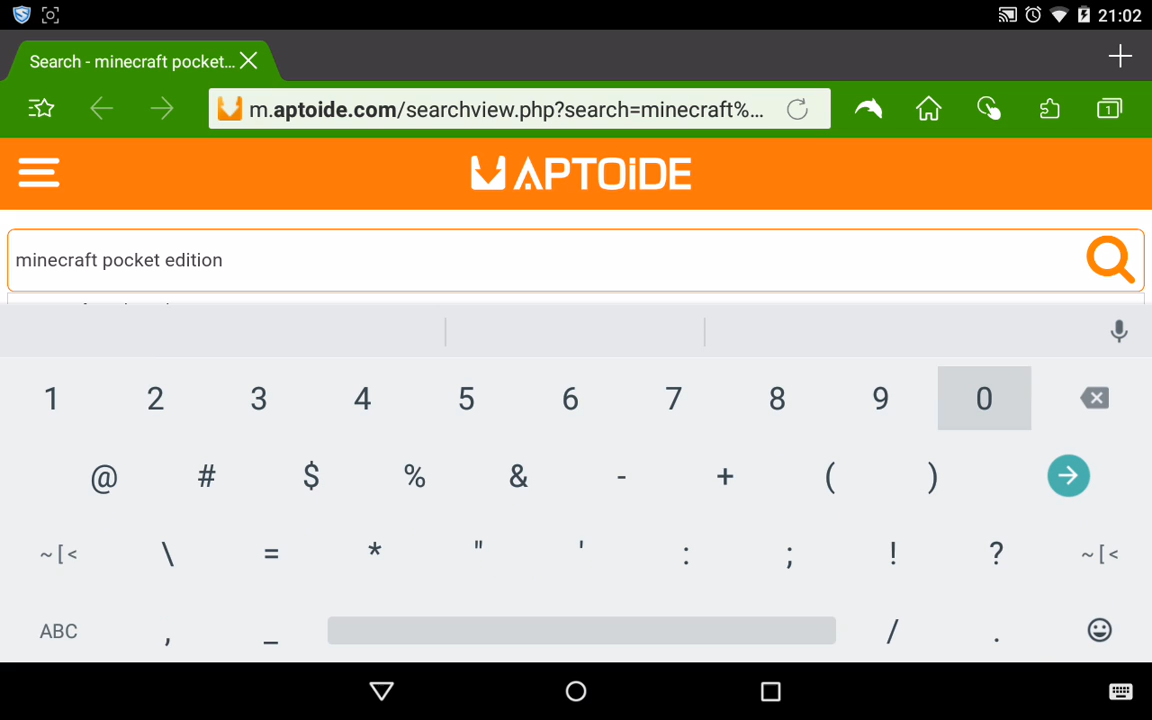 21:02
Search - minecraft pocket...
m.aptoide.com/searchview.php?search=minecraft%...
1
APTOiDE
minecraft pocket edition
1 2 3 4 5 6 7 8 9 0
@ # $ % & - + ( )
~ [ < \ = * " ' : ; ! ? ~ [ <
ABC , _ / .